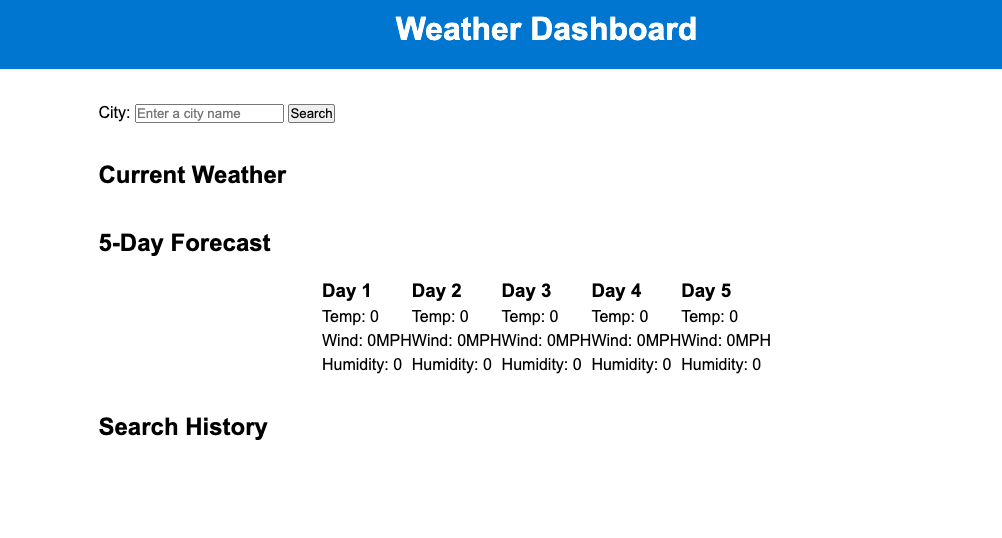 Weather Dashboard
City: Enter a city name Search
Current Weather
5-Day Forecast
Day 1 Day 2 Day 3 Day 4 Day 5
Temp: 0 Temp: 0 Temp: 0 Temp: 0 Temp: 0
Wind: 0MPH Wind: 0MPH Wind: 0MPH Wind: 0MPH Wind: 0MPH
Humidity: 0 Humidity: 0 Humidity: 0 Humidity: 0 Humidity: 0
Search History